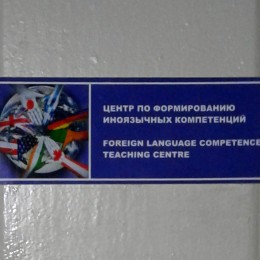 ЦЕНТР ПО ФОРМИРОВАНИЮ
ИНОЯЗЫЧНЫХ КОМПЕТЕНЦИЙ
FOREIGN LANGUAGE COMPETENCE
TEACHING CENTRE